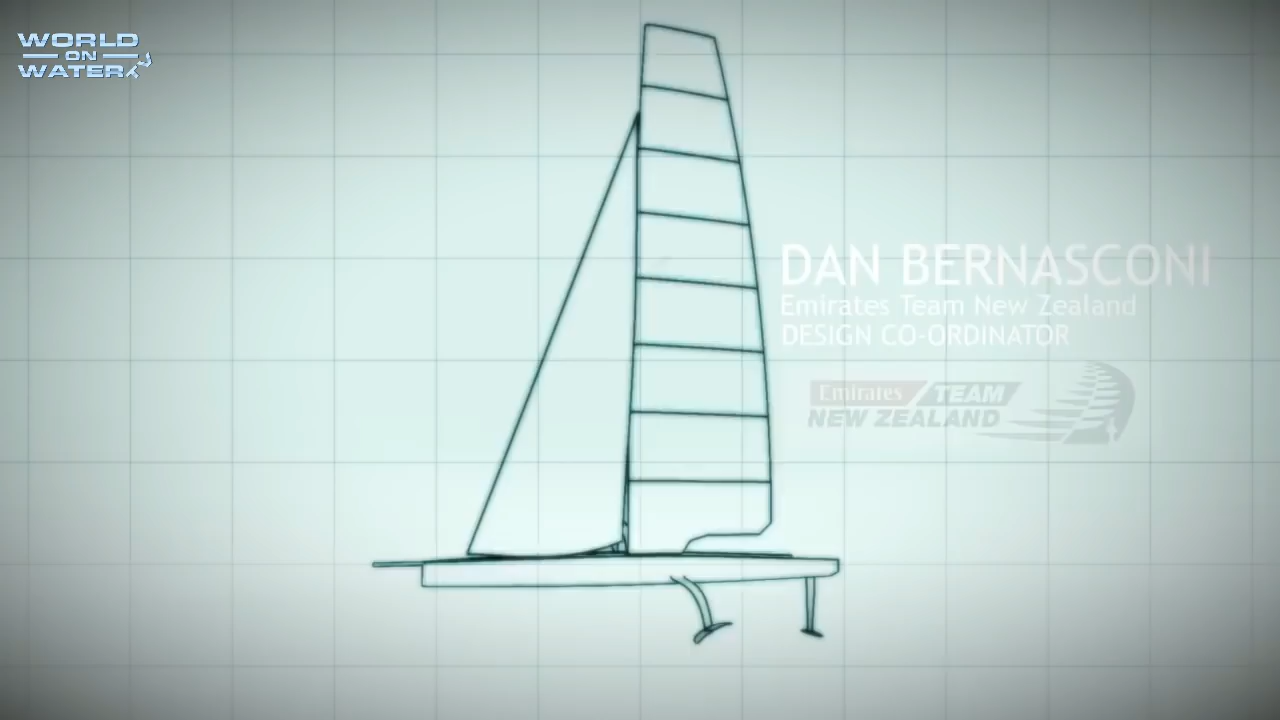 WORLD
ON
WATER
DAN BERNASCONI
Emirates Team New Zealand
DESIGN CO-ORDINATOR
Emirates TEAM
NEW ZEALAND